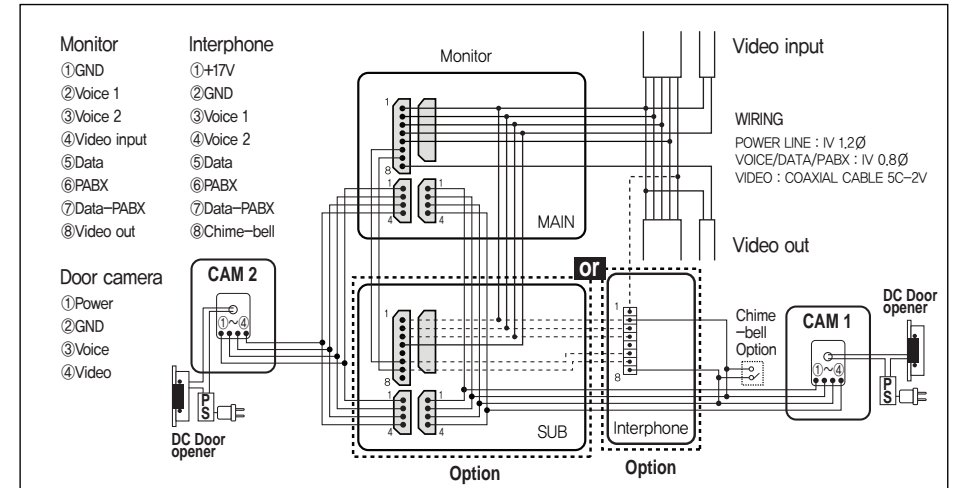 Monitor
①GND
②Voice 1
③Voice 2
④Video input
⑤Data
⑥PABX
⑦Data-PABX
⑧Video out
Interphone
①+17V
②GND
③Voice 1
④Voice 2
⑤Data
⑥PABX
⑦Data-PABX
⑧Chime-bell
Door camera
①Power
②GND
③Voice
④Video
CAM 2
①~④
PS
DC Door
opener
Monitor
1
8
1
4
1
4
MAIN
or
1
8
1
4
1
4
SUB
Option
1
8
Interphone
Option
Video input
WIRING
POWER LINE : IV 1,2Ø
VOICE/DATA/PABX : IV 0,8Ø
VIDEO : COAXIAL CABLE 5C-2V
Video out
Chime
-bell
Option
CAM 1
①~④
DC Door
opener
PS